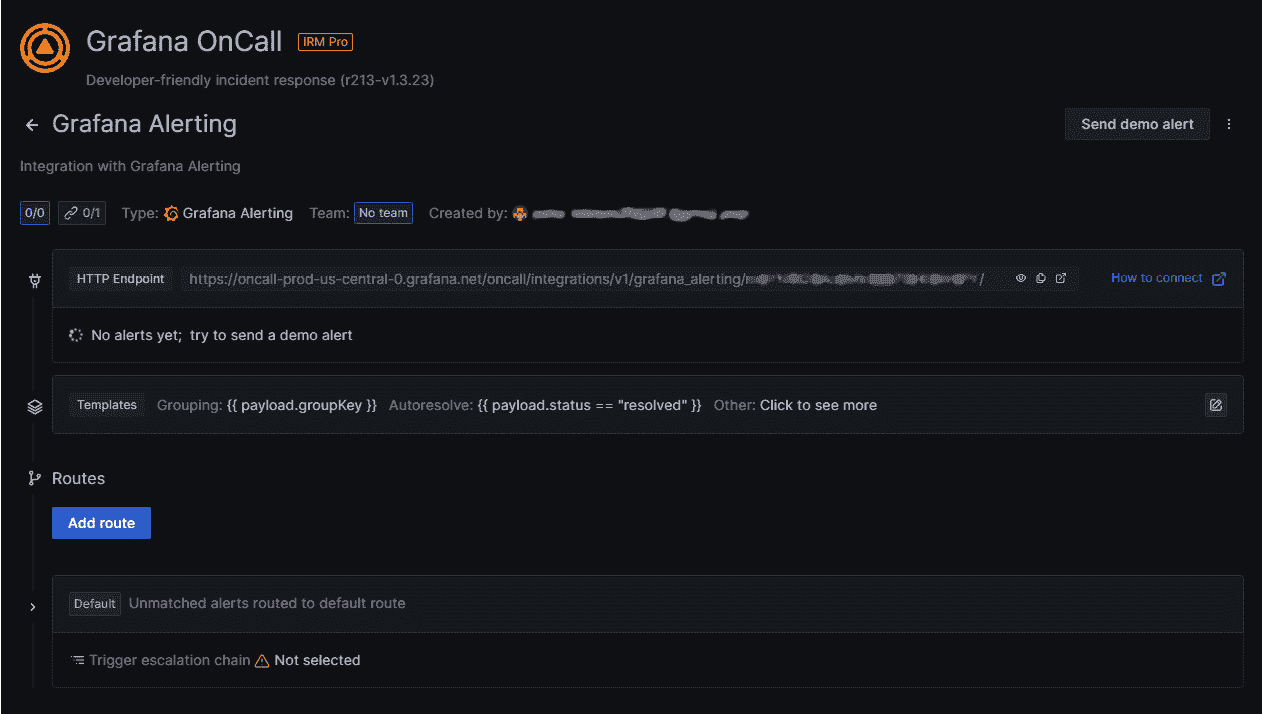 Grafana OnCall IRM Pro
Developer-friendly incident response (r213-v1.3.23)
Grafana Alerting Send demo alert
Integration with Grafana Alerting
0/0 0/1 Type: Grafana Alerting Team: No team Created by:
HTTP Endpoint https://oncall-prod-us-central-0.grafana.net/oncall/integrations/v1/grafana_alerting/ / How to connect
No alerts yet; try to send a demo alert
Templates Grouping: {{ payload.groupKey }} Autoresolve: {{ payload.status == "resolved" }} Other: Click to see more
Routes
Add route
Default Unmatched alerts routed to default route
Trigger escalation chain Not selected